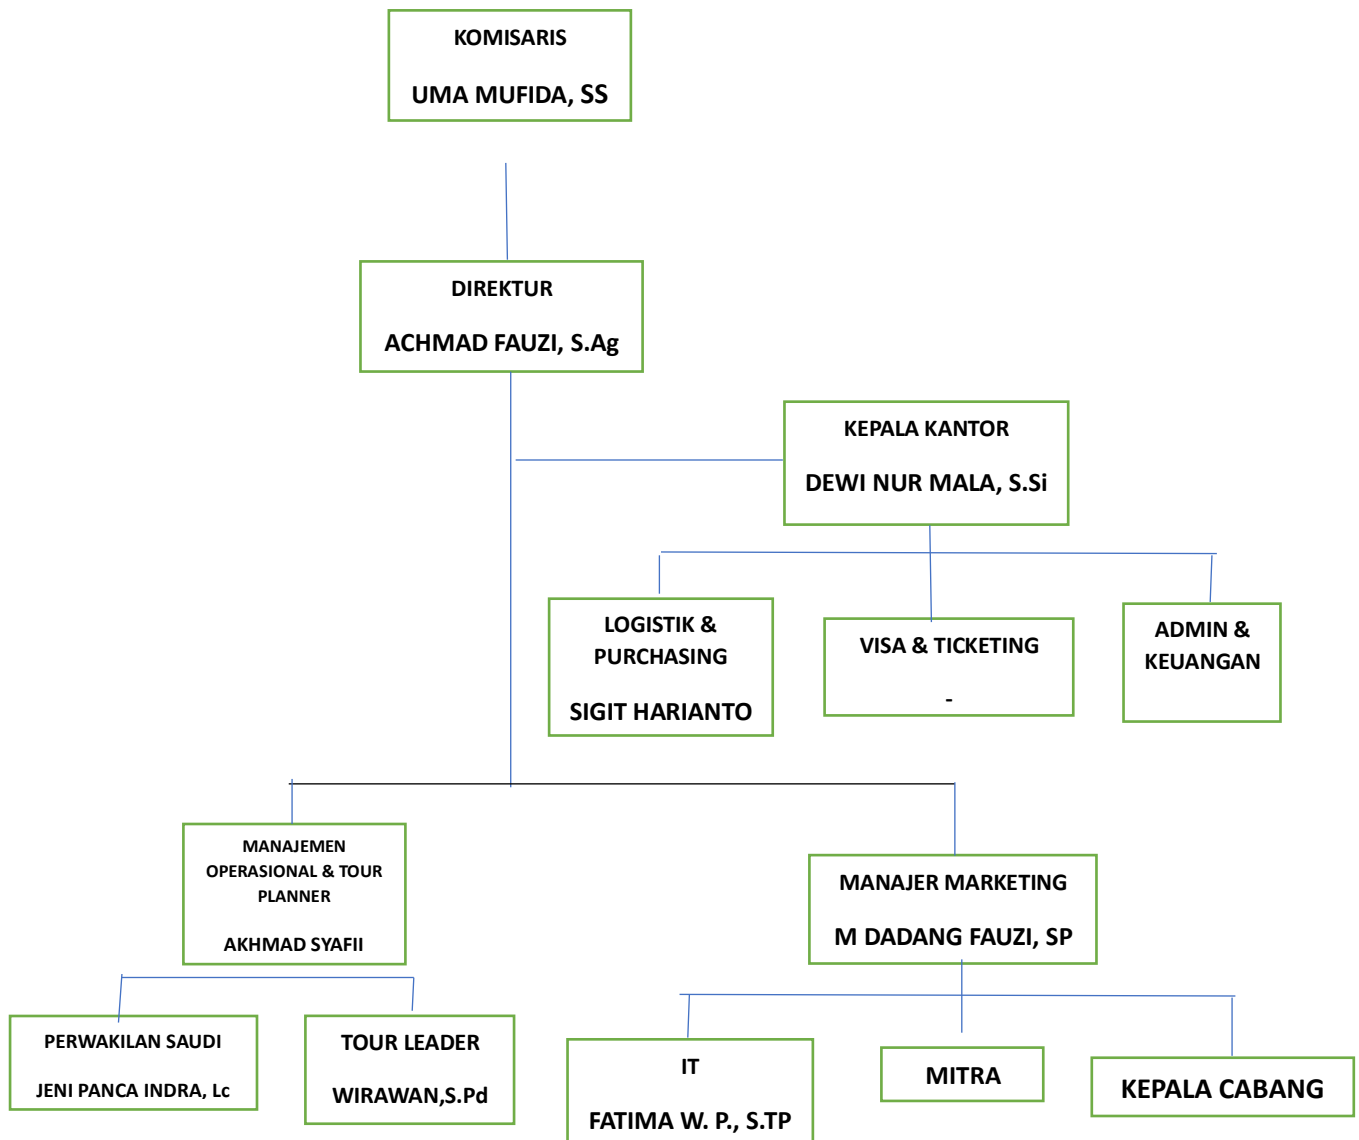 KOMISARIS
UMA MUFIDA, SS
DIREKTUR
ACHMAD FAUZI, S.Ag
KEPALA KANTOR
DEWI NUR MALA, S.Si
LOGISTIK &
PURCHASING
SIGIT HARIANTO
VISA & TICKETING
-
ADMIN &
KEUANGAN
MANAJEMEN
OPERASIONAL & TOUR
PLANNER
AKHMAD SYAFII
MANAJER MARKETING
M DADANG FAUZI, SP
PERWAKILAN SAUDI
JENI PANCA INDRA, Lc
TOUR LEADER
WIRAWAN,S.Pd
IT
FATIMA W. P., S.TP
MITRA
KEPALA CABANG